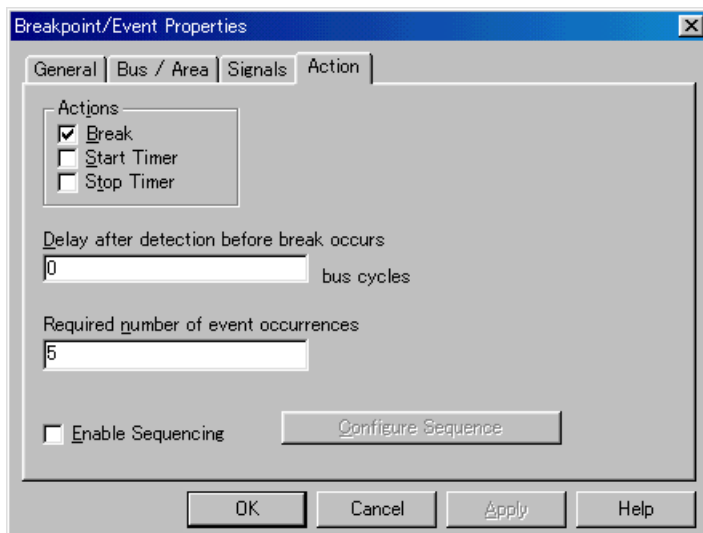 Breakpoint/Event Properties
General Bus / Area Signals Action
Actions
Break
Start Timer
Stop Timer
Delay after detection before break occurs
0 bus cycles
Required number of event occurrences
5
Enable Sequencing Configure Sequence
OK Cancel Apply Help